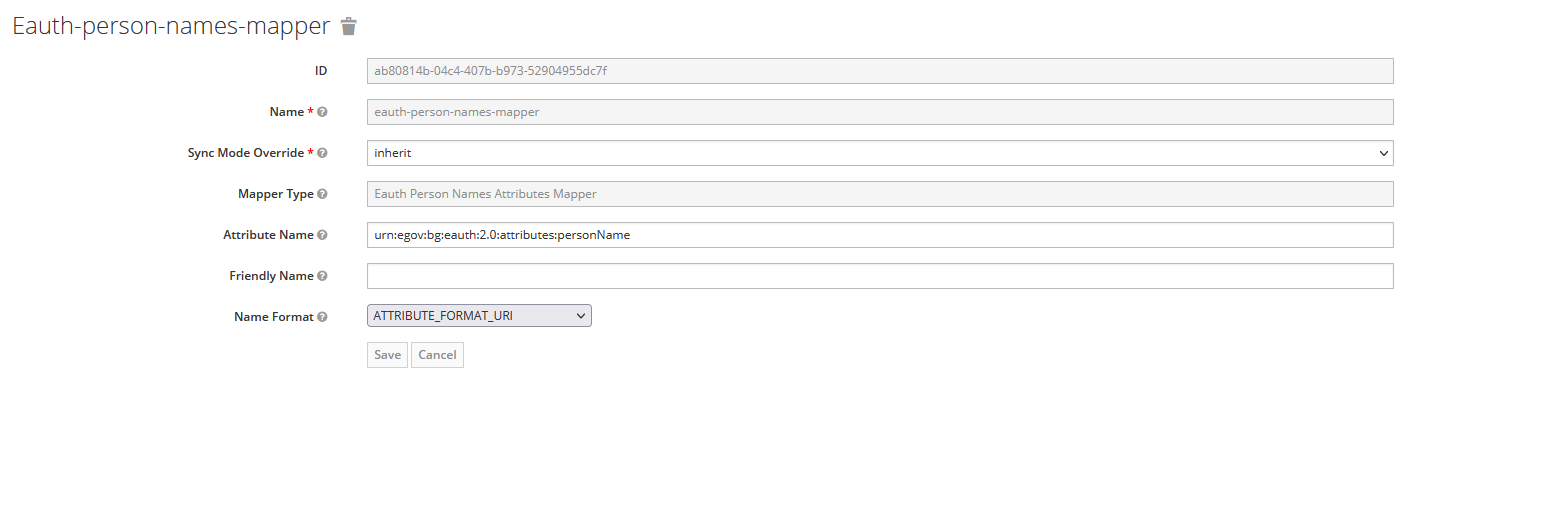 Eauth-person-names-mapper
ID ab80814b-04c4-407b-b973-52904955dc7f
Name * eauth-person-names-mapper
Sync Mode Override * inherit
Mapper Type Eauth Person Names Attributes Mapper
Attribute Name urn:egov:bg:eauth:2.0:attributes:personName
Friendly Name
Name Format ATTRIBUTE_FORMAT_URI
Save Cancel